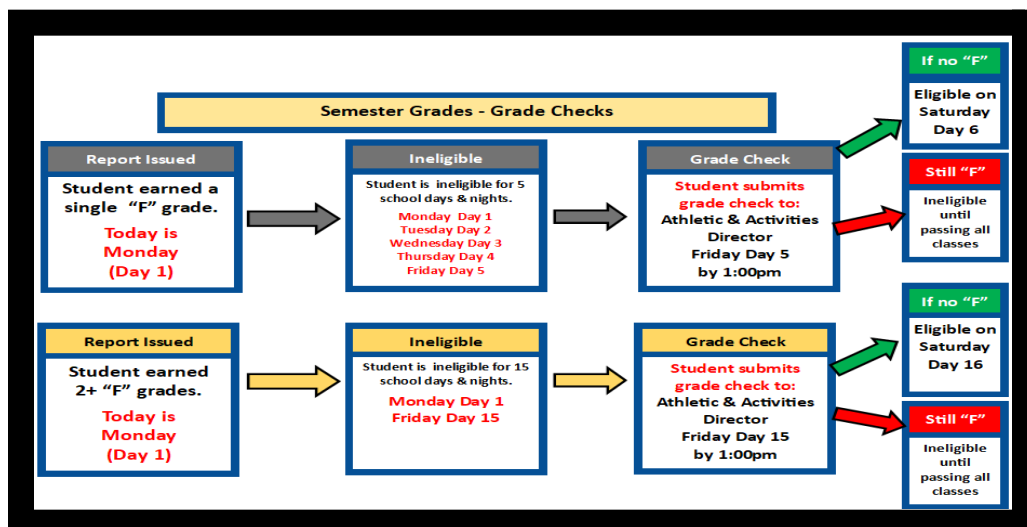 Semester Grades - Grade Checks
Report Issued
Student earned a
single “F” grade.
Today is
Monday
(Day 1)
Ineligible
Student is ineligible for 5
school days & nights.
Monday Day 1
Tuesday Day 2
Wednesday Day 3
Thursday Day 4
Friday Day 5
Grade Check
Student submits
grade check to:
Athletic & Activities
Director
Friday Day 5
by 1:00pm
If no “F”
Eligible on
Saturday
Day 6
Still “F”
Ineligible
until
passing all
classes
Report Issued
Student earned
2+ “F” grades.
Today is
Monday
(Day 1)
Ineligible
Student is ineligible for 15
school days & nights.
Monday Day 1
Friday Day 15
Grade Check
Student submits
grade check to:
Athletic & Activities
Director
Friday Day 15
by 1:00pm
If no “F”
Eligible on
Saturday
Day 16
Still “F”
Ineligible
until
passing all
classes